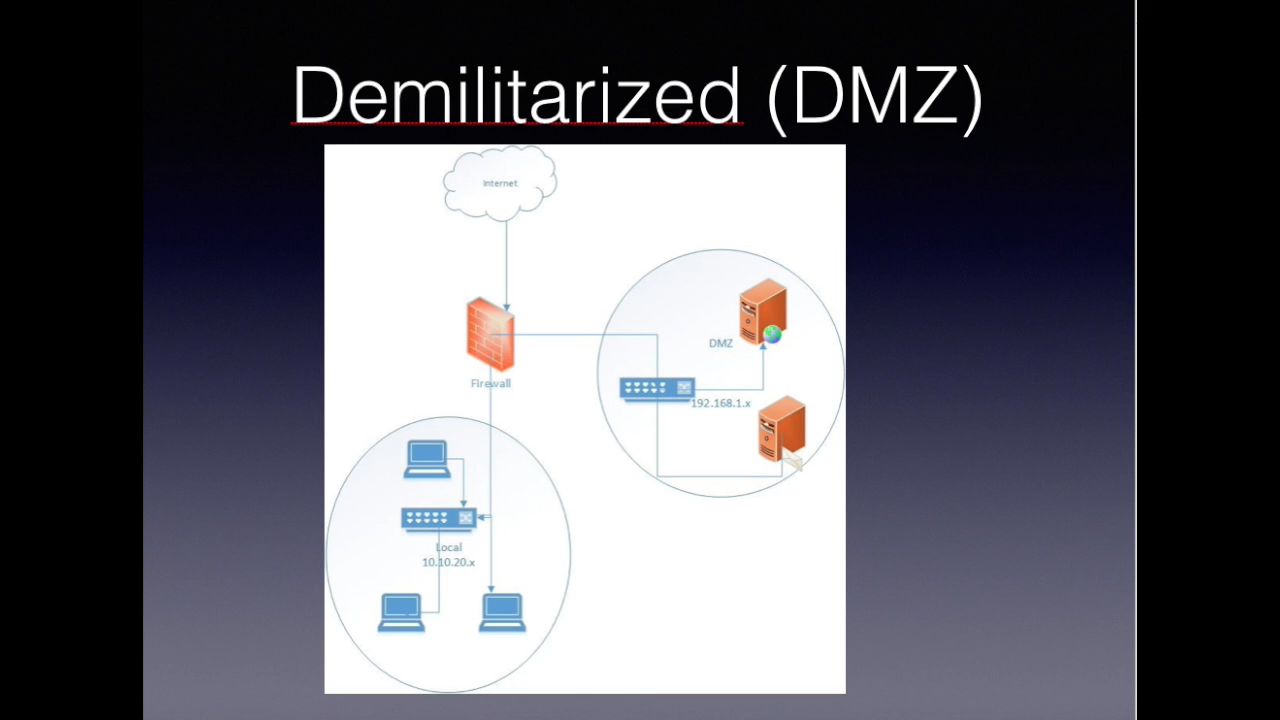 Demilitarized (DMZ)
Internet
DMZ
Firewall
192.168.1.x
Local
10.10.20.x